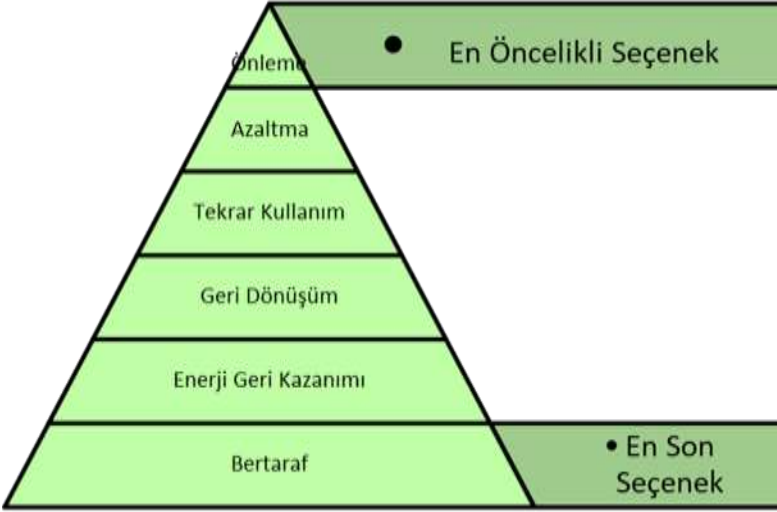 Önleme
• En Öncelikli Seçenek
Azaltma
Tekrar Kullanım
Geri Dönüşüm
Enerji Geri Kazanımı
Bertaraf
• En Son
Seçenek